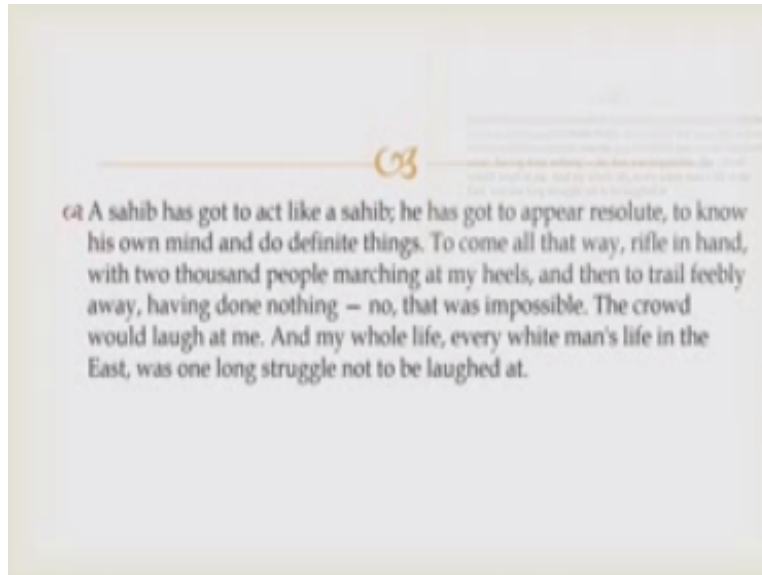 A sahib has got to act like a sahib; he has got to appear resolute, to know
his own mind and do definite things. To come all that way, rifle in hand,
with two thousand people marching at my heels, and then to trail feebly
away, having done nothing – no, that was impossible. The crowd
would laugh at me. And my whole life, every white man's life in the
East, was one long struggle not to be laughed at.